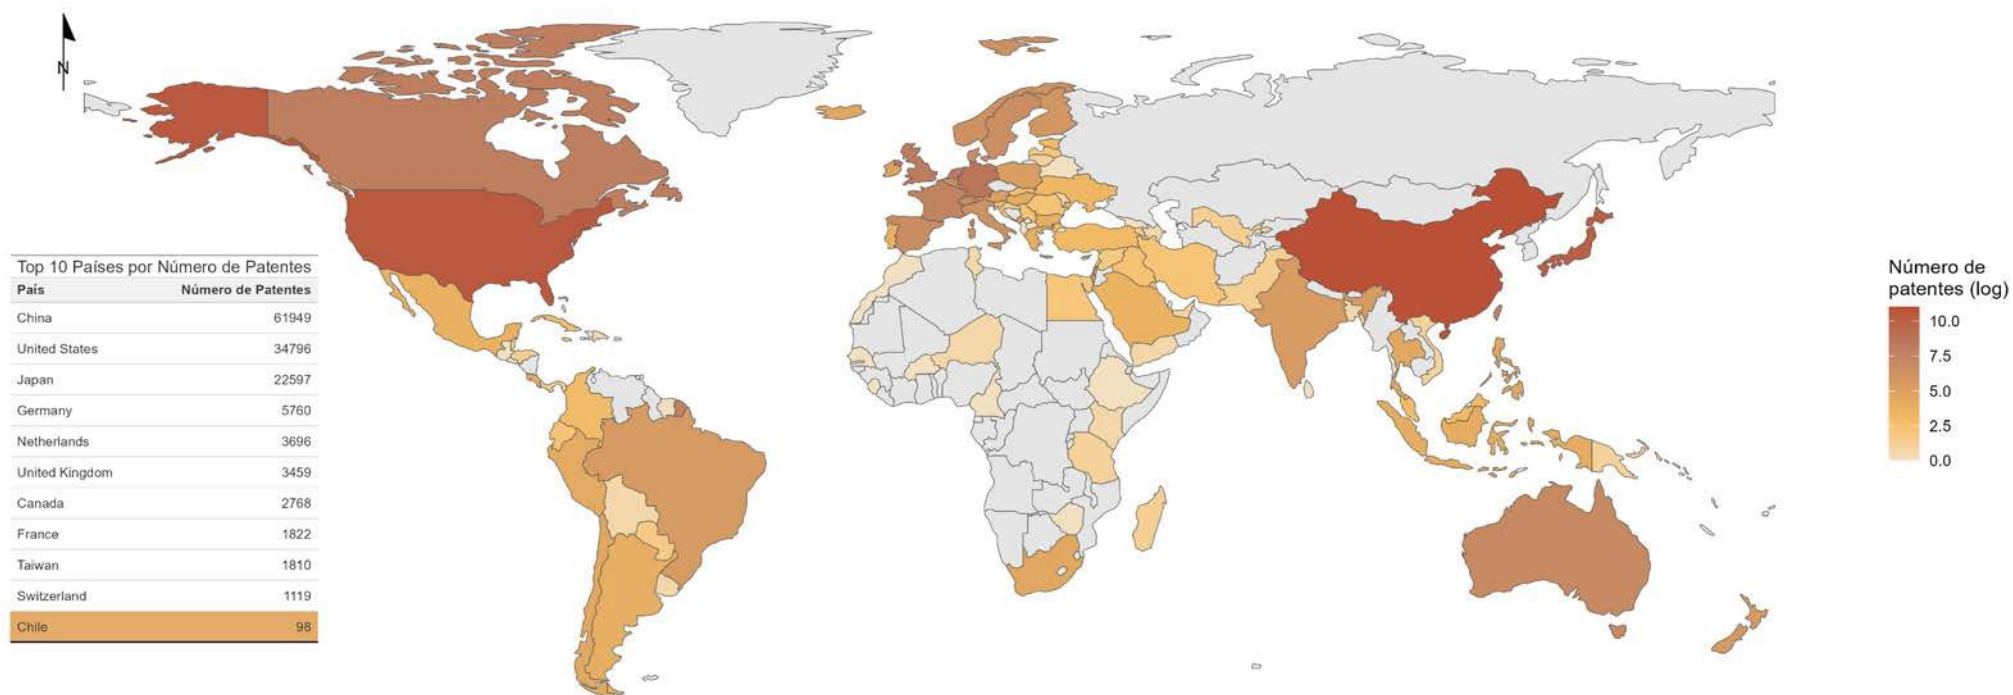 N
Top 10 Países por Número de Patentes
País Número de Patentes
China 61949
United States 34796
Japan 22597
Germany 5760
Netherlands 3696
United Kingdom 3459
Canada 2768
France 1822
Taiwan 1810
Switzerland 1119
Chile 98
Número de
patentes (log)
10.0
7.5
5.0
2.5
0.0